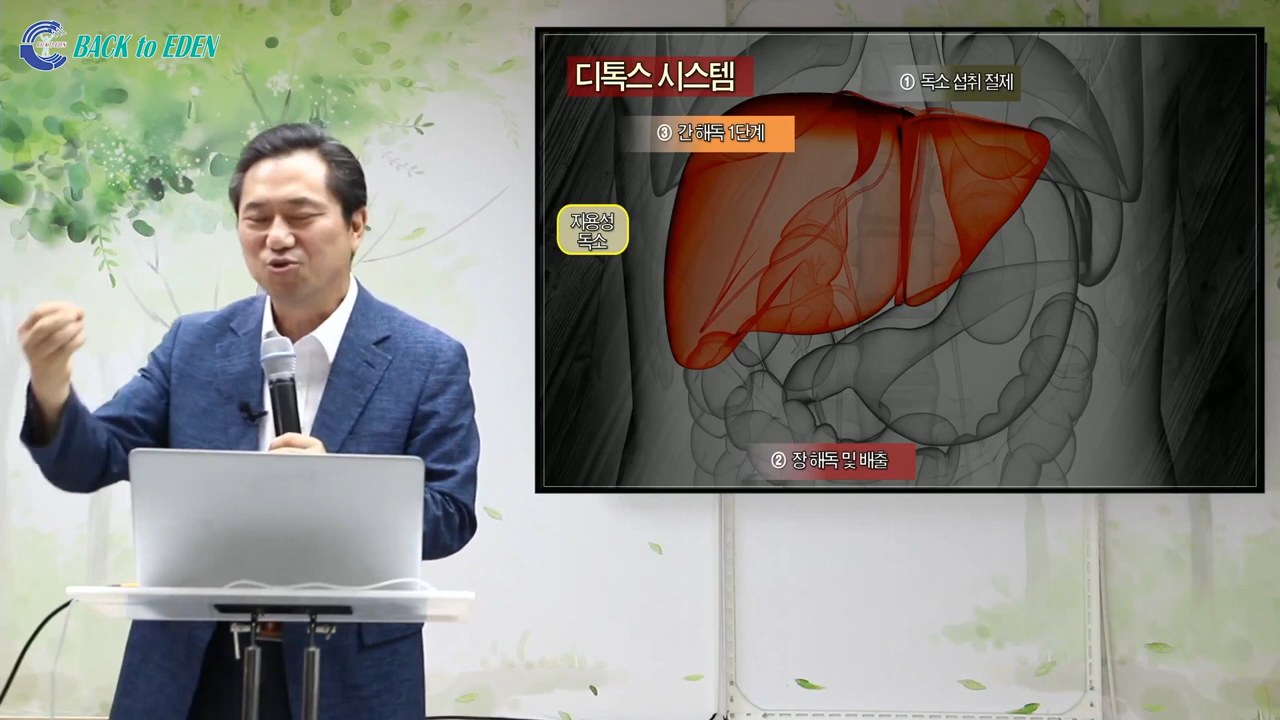 BACK to EDEN
디톡스 시스템
① 독소 섭취 절제
③ 간 해독 1단계
지용성
독소
② 장 해독 및 배출